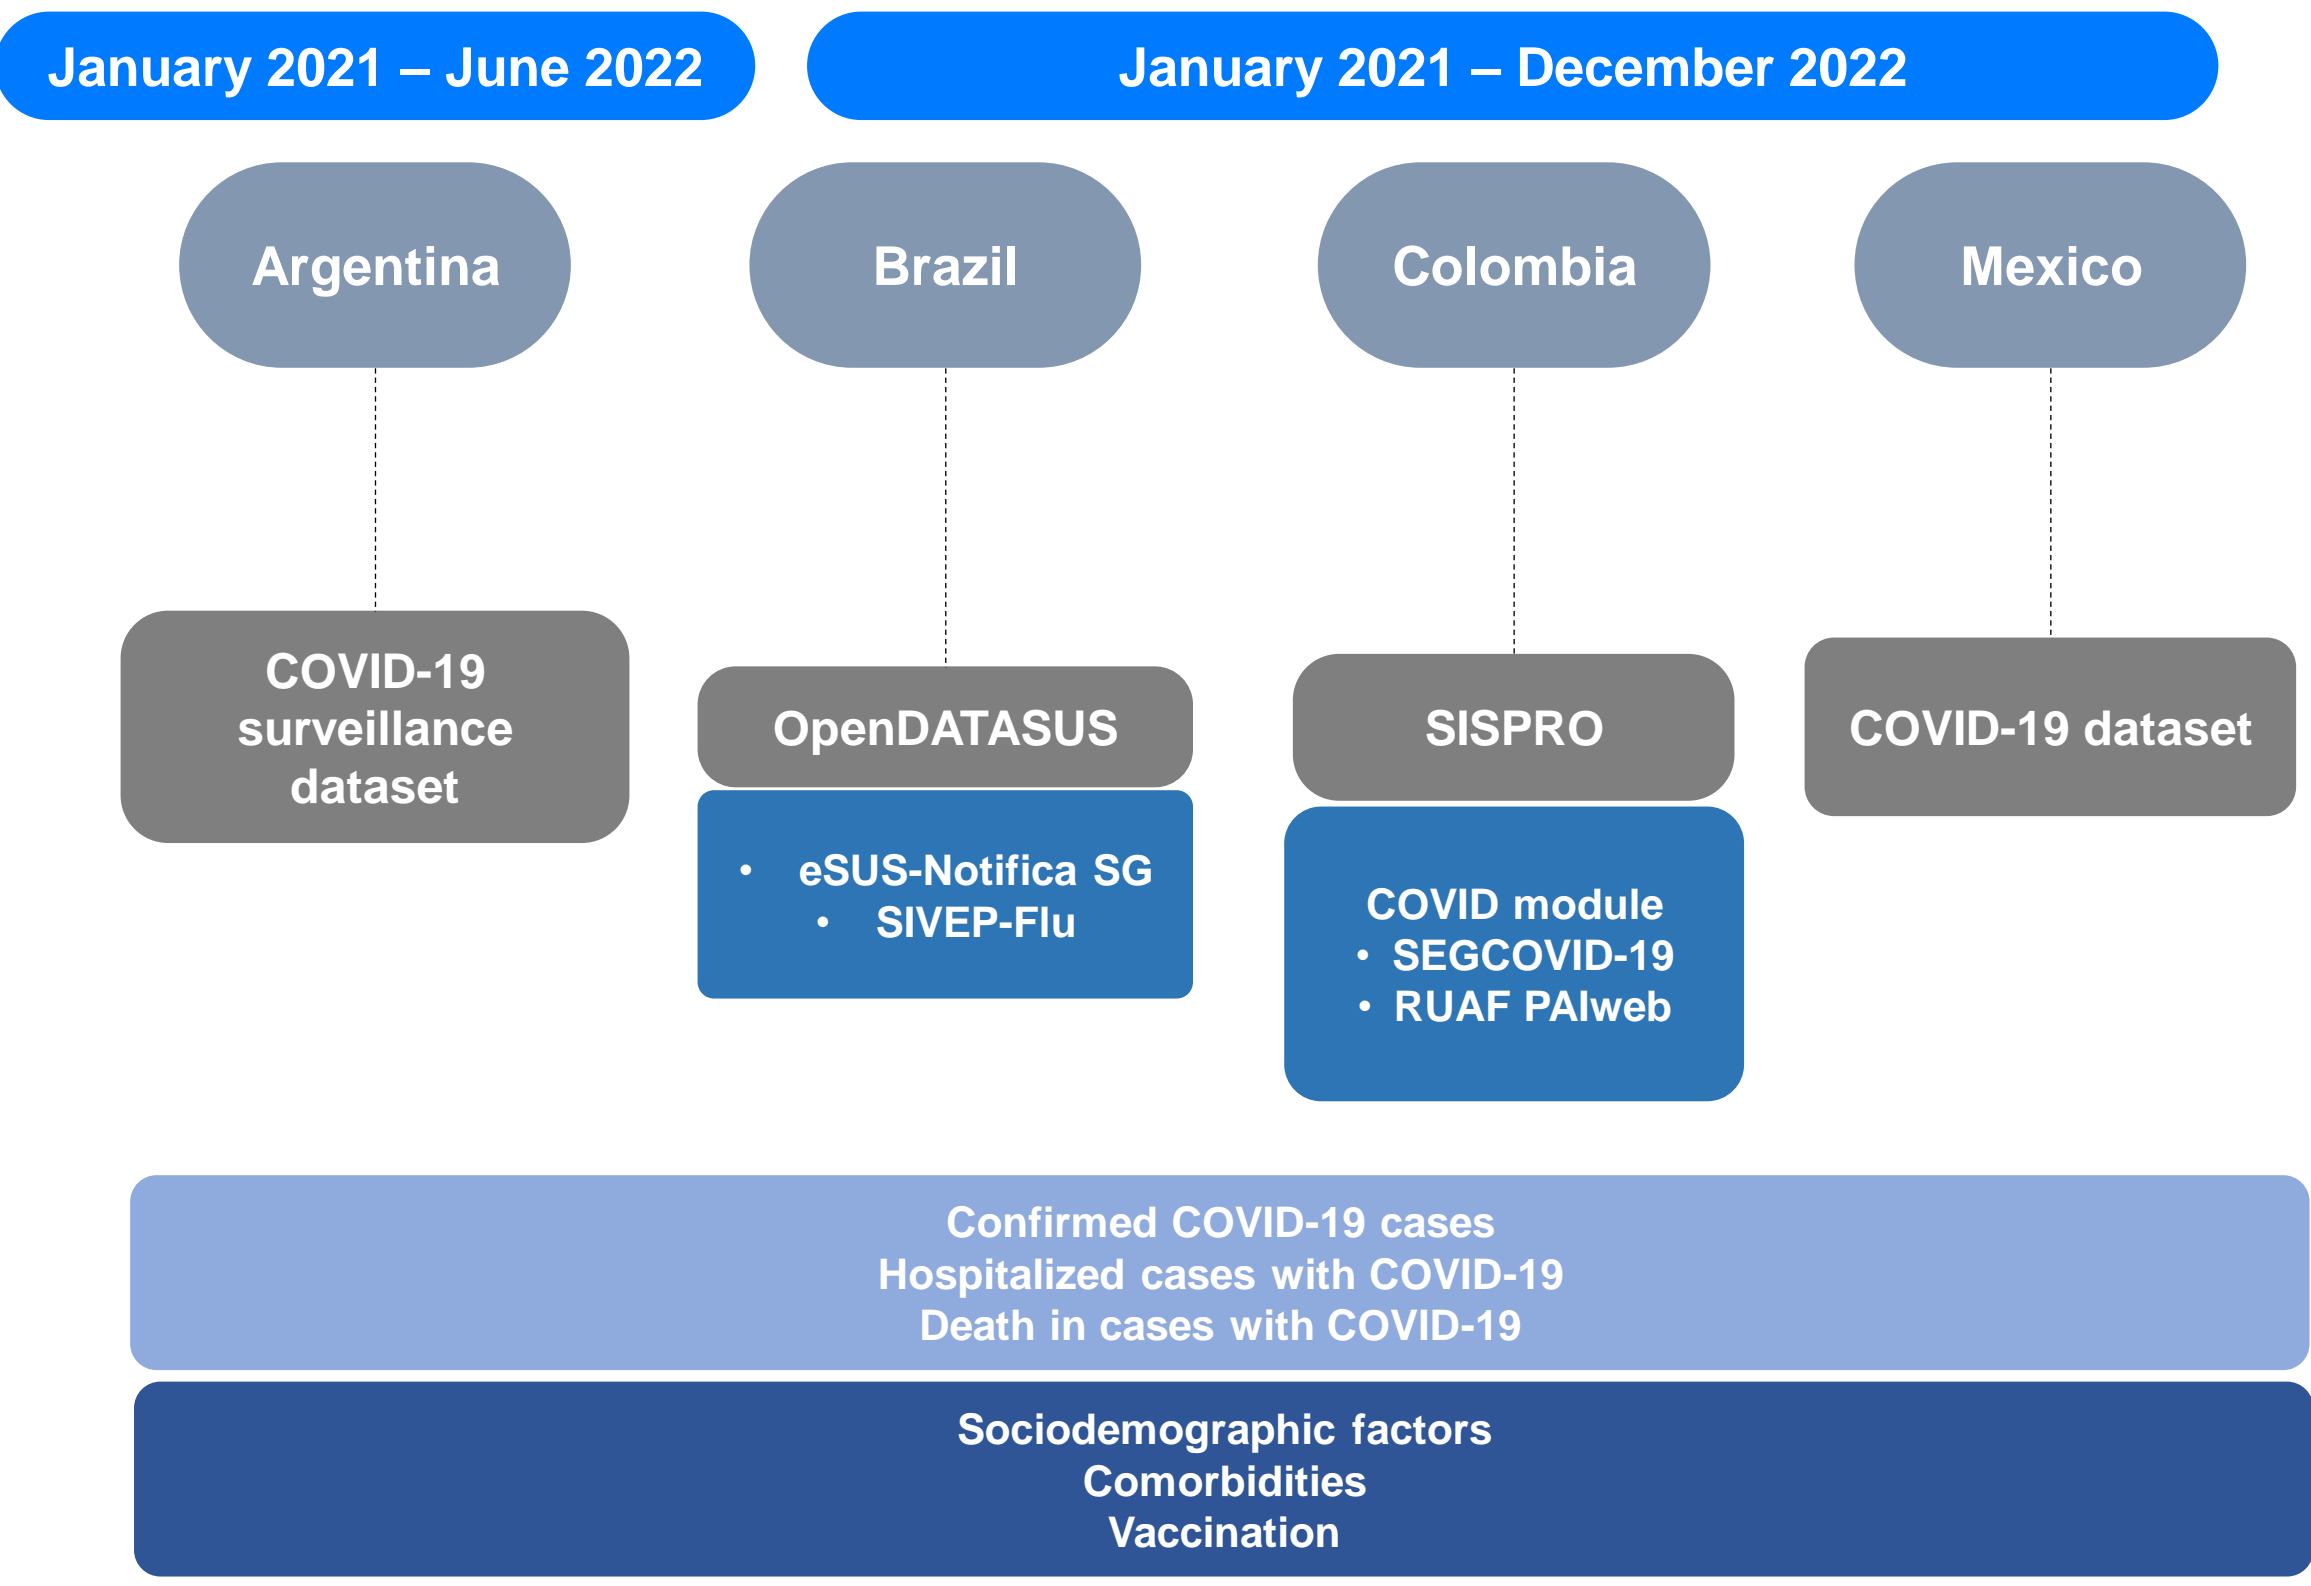 January 2021 – June 2022
January 2021 – December 2022
Argentina
Brazil
Colombia
Mexico
COVID-19
surveillance
dataset
OpenDATASUS
• eSUS-Notifica SG
• SIVEP-Flu
SISPRO
COVID module
• SEGCOVID-19
• RUAF PAIweb
COVID-19 dataset
Confirmed COVID-19 cases
Hospitalized cases with COVID-19
Death in cases with COVID-19
Sociodemographic factors
Comorbidities
Vaccination